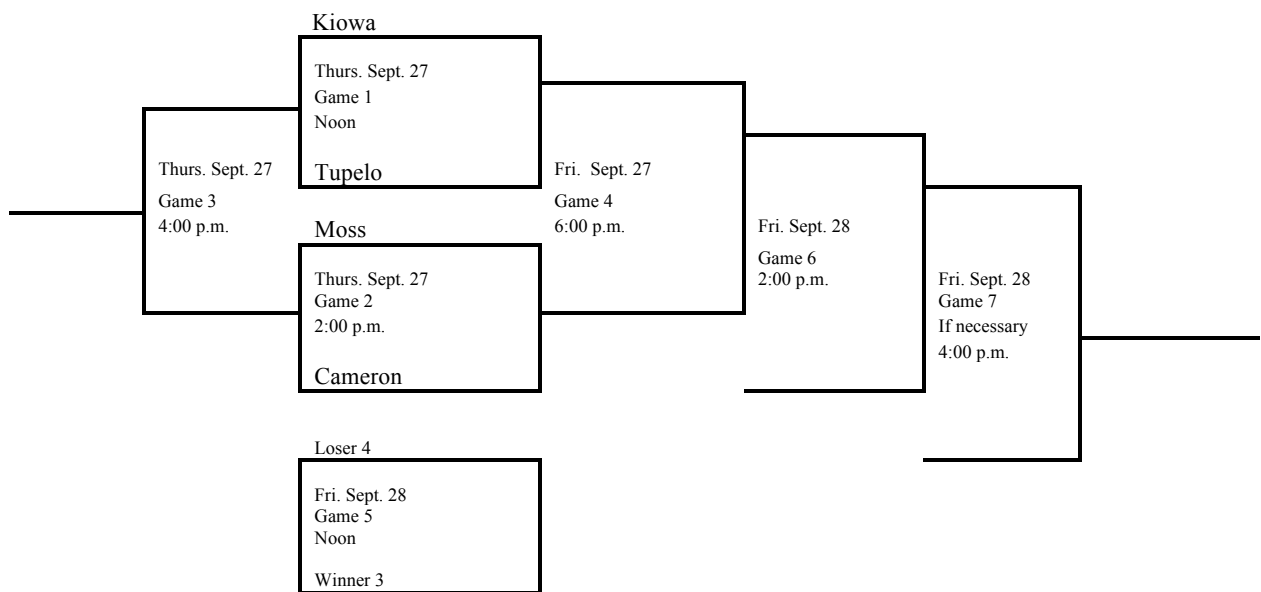 Kiowa
Thurs. Sept. 27
Game 1
Noon
Tupelo
Thurs. Sept. 27
Game 3
4:00 p.m.
Fri.  Sept. 27
Game 4
6:00 p.m.
Moss
Thurs. Sept. 27
Game 2
2:00 p.m.
Cameron
Fri. Sept. 28
Game 6
2:00 p.m.
Fri. Sept. 28
Game 7
If necessary
4:00 p.m.
Loser 4
Fri. Sept. 28
Game 5
Noon
Winner 3